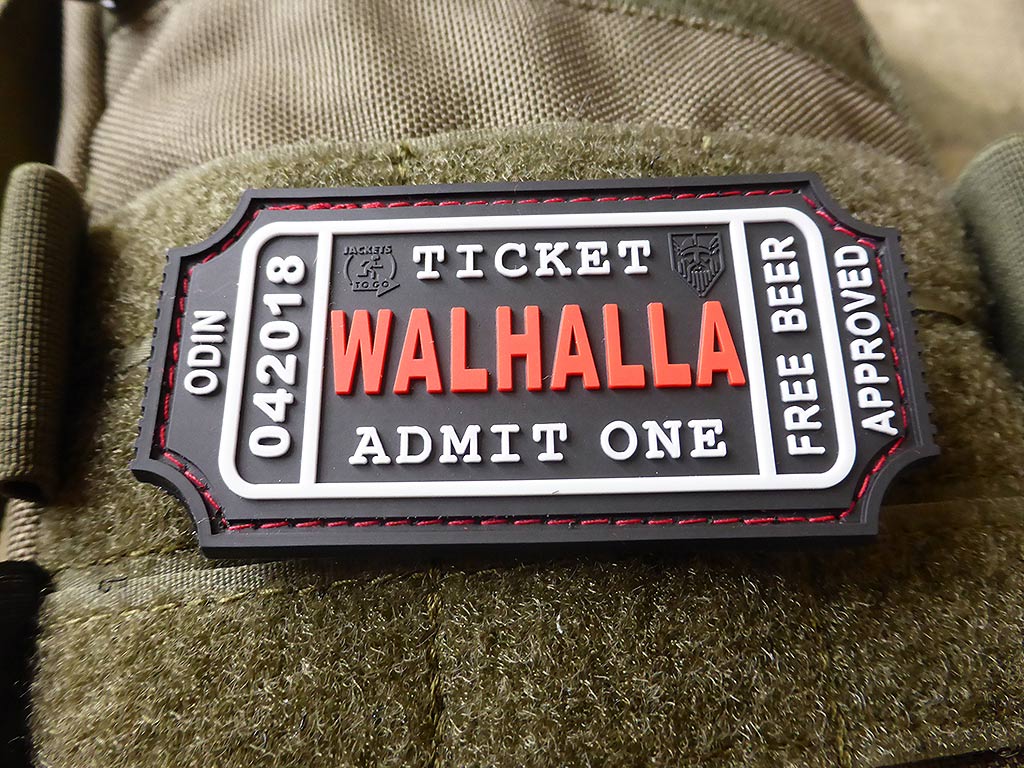 ODIN
042018
JACKETS
TO GO
TICKET
WALHALLA
ADMIT ONE
FREE BEER
APPROVED